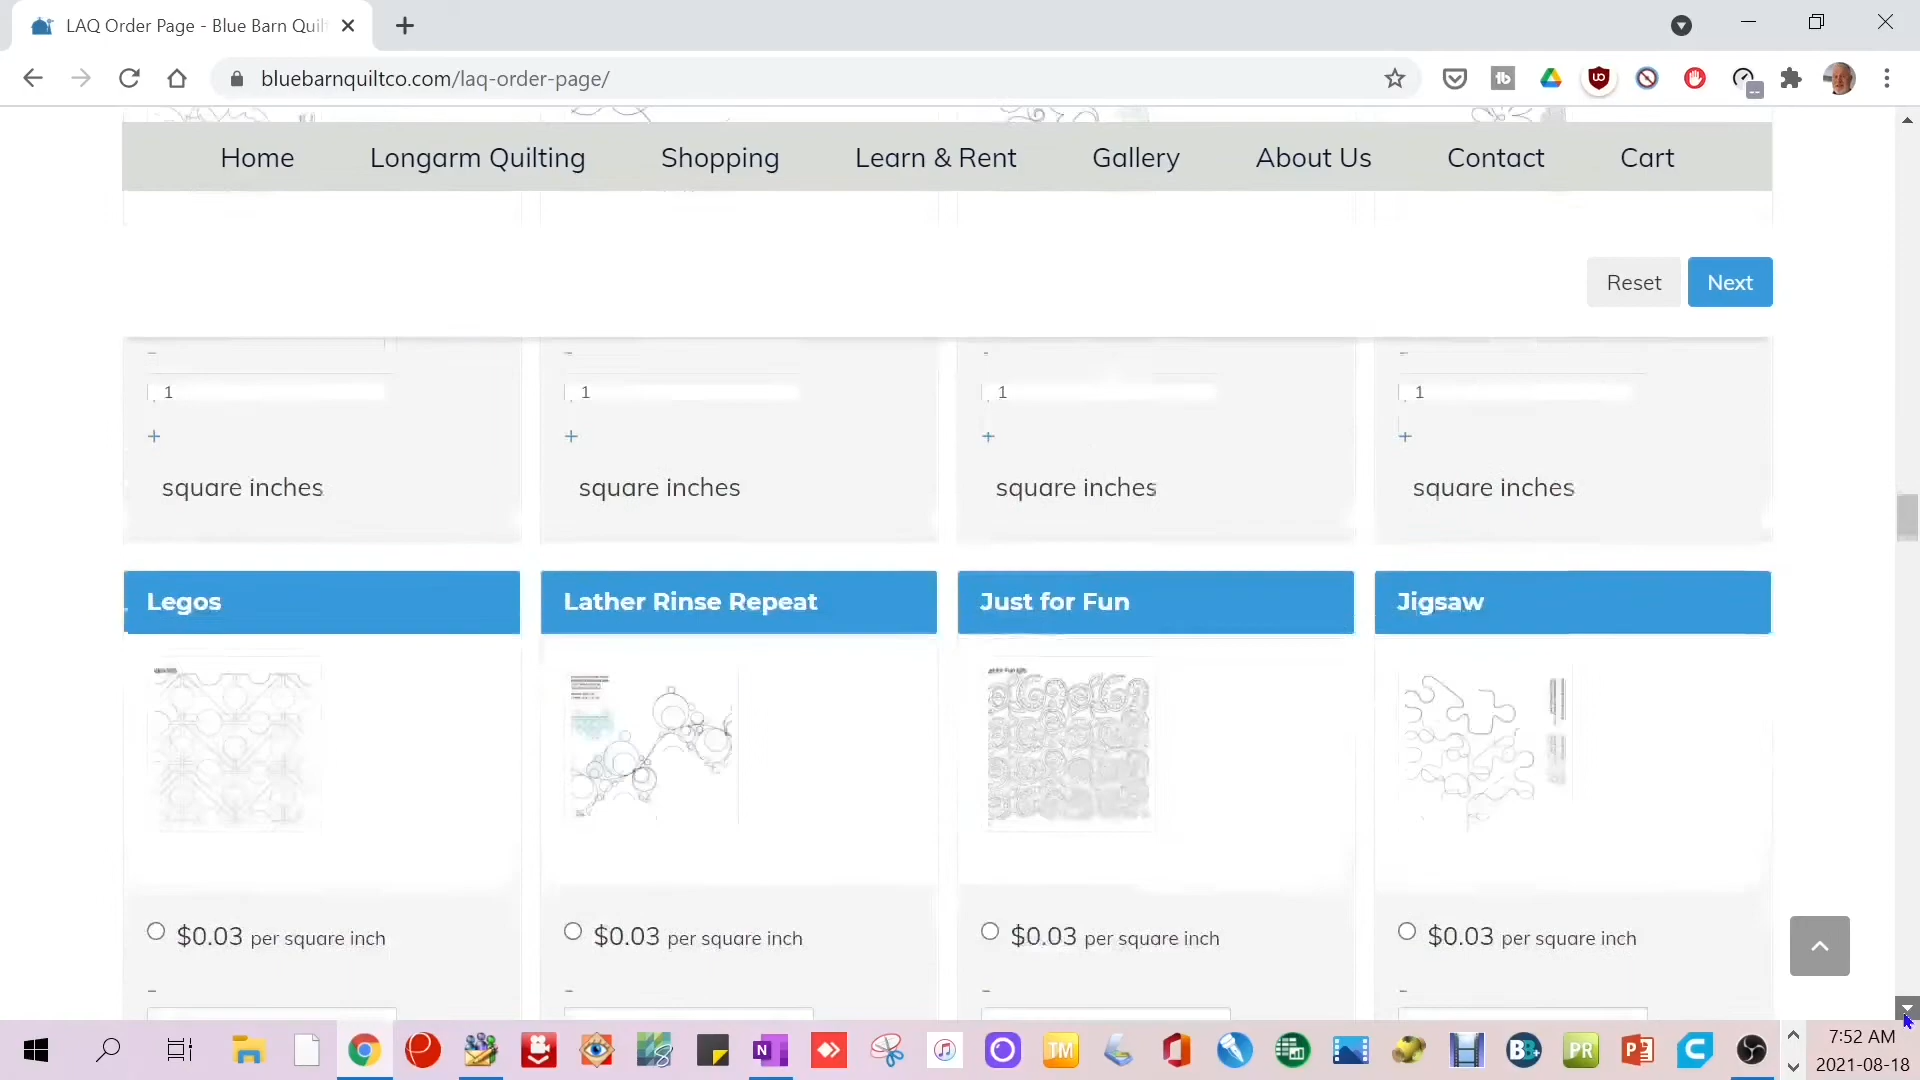 LAQ Order Page - Blue Barn Quil
bluebarnquiltco.com/laq-order-page/
Home Longarm Quilting Shopping Learn & Rent Gallery About Us Contact Cart
Reset Next
- - - -
1 1 1 1
+ + + +
square inches square inches square inches square inches
Legos Lather Rinse Repeat Just for Fun Jigsaw
$0.03 per square inch $0.03 per square inch $0.03 per square inch $0.03 per square inch
- - - -
7:52 AM
2021-08-18